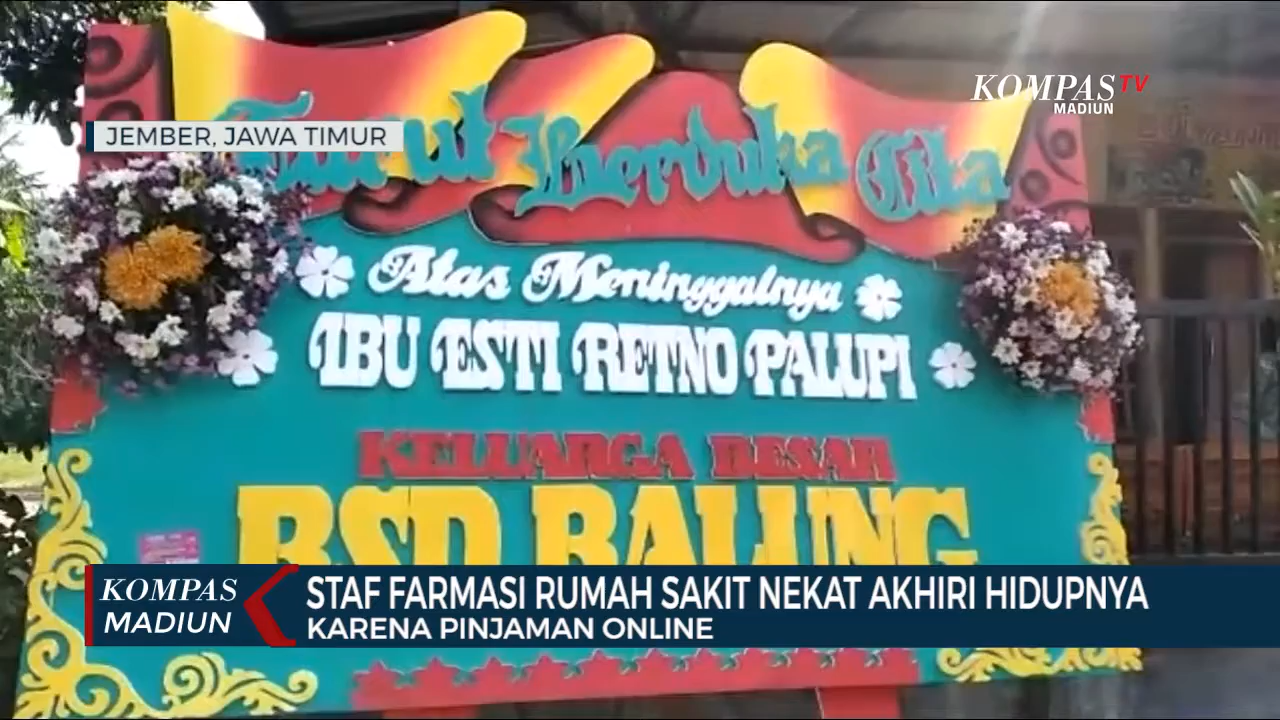 KOMPAS TV
MADIUN
JEMBER, JAWA TIMUR
Turut Berduka Cita
Atas Meninggalnya
IBU ESTI RETNO PALUPI
KELUARGA BESAR
RSD BALUNG
KOMPAS
MADIUN
STAF FARMASI RUMAH SAKIT NEKAT AKHIRI HIDUPNYA
KARENA PINJAMAN ONLINE